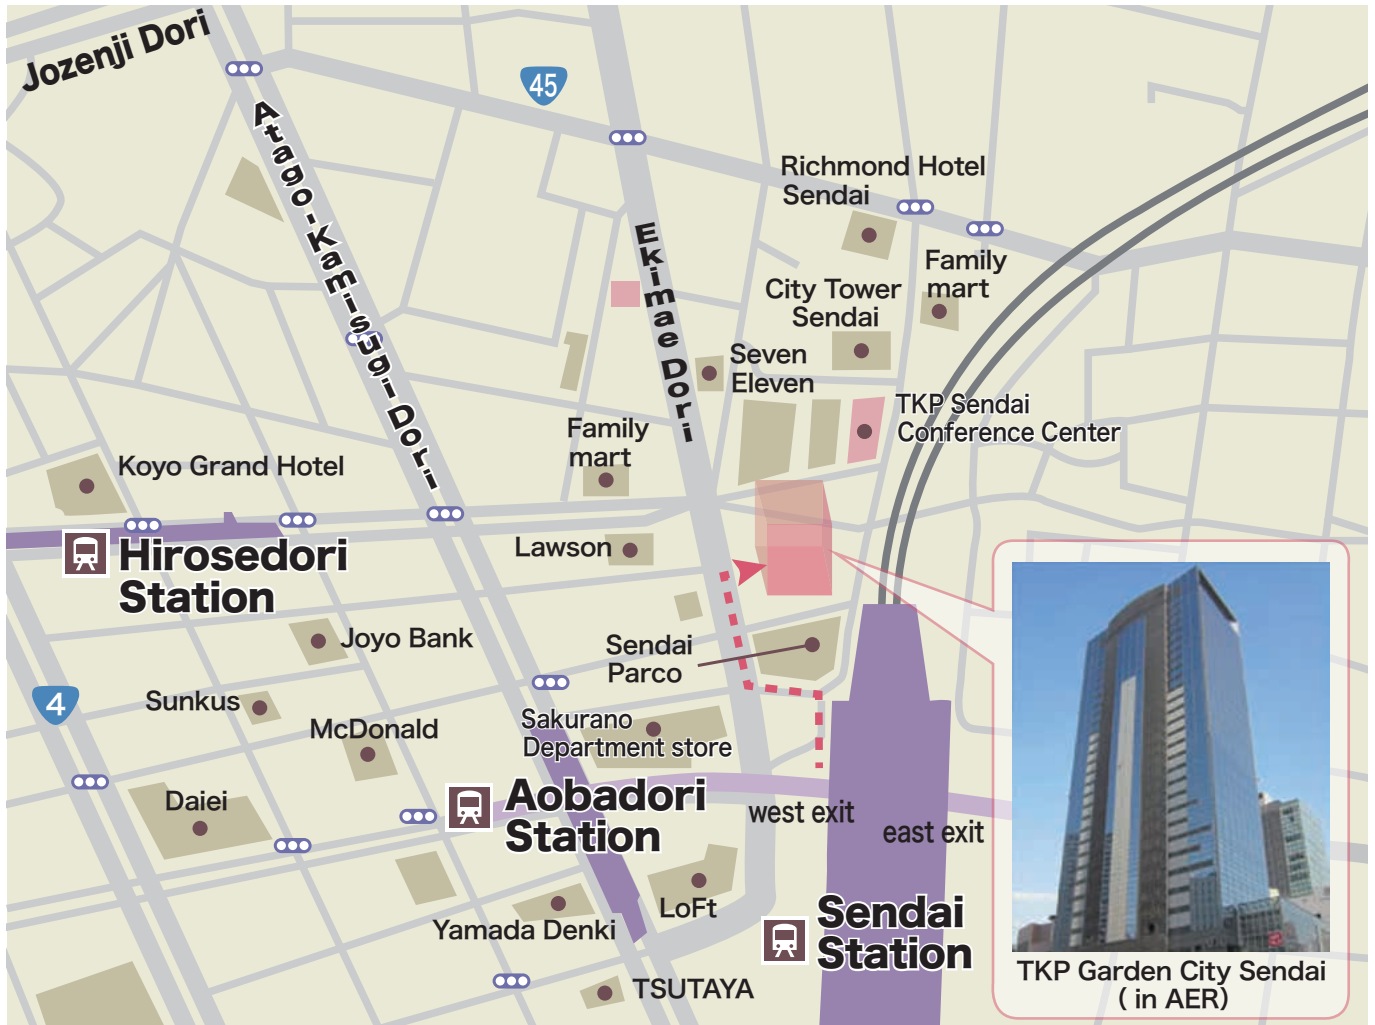 Jozenji Dori
Atago-Kamisugi Dori
45
Ekimae Dori
Richmond Hotel
Sendai
Family
mart
City Tower
Sendai
Seven
Eleven
TKP Sendai
Conference Center
Family
mart
Koyo Grand Hotel
Hirosedori
Station
Lawson
Joyo Bank
Sendai
Parco
4
Sunkus
McDonald
Sakurano
Department store
Daiei
Aobadori
Station
west exit
east exit
LoFt
Yamada Denki
Sendai
Station
TSUTAYA
TKP Garden City Sendai
( in AER)